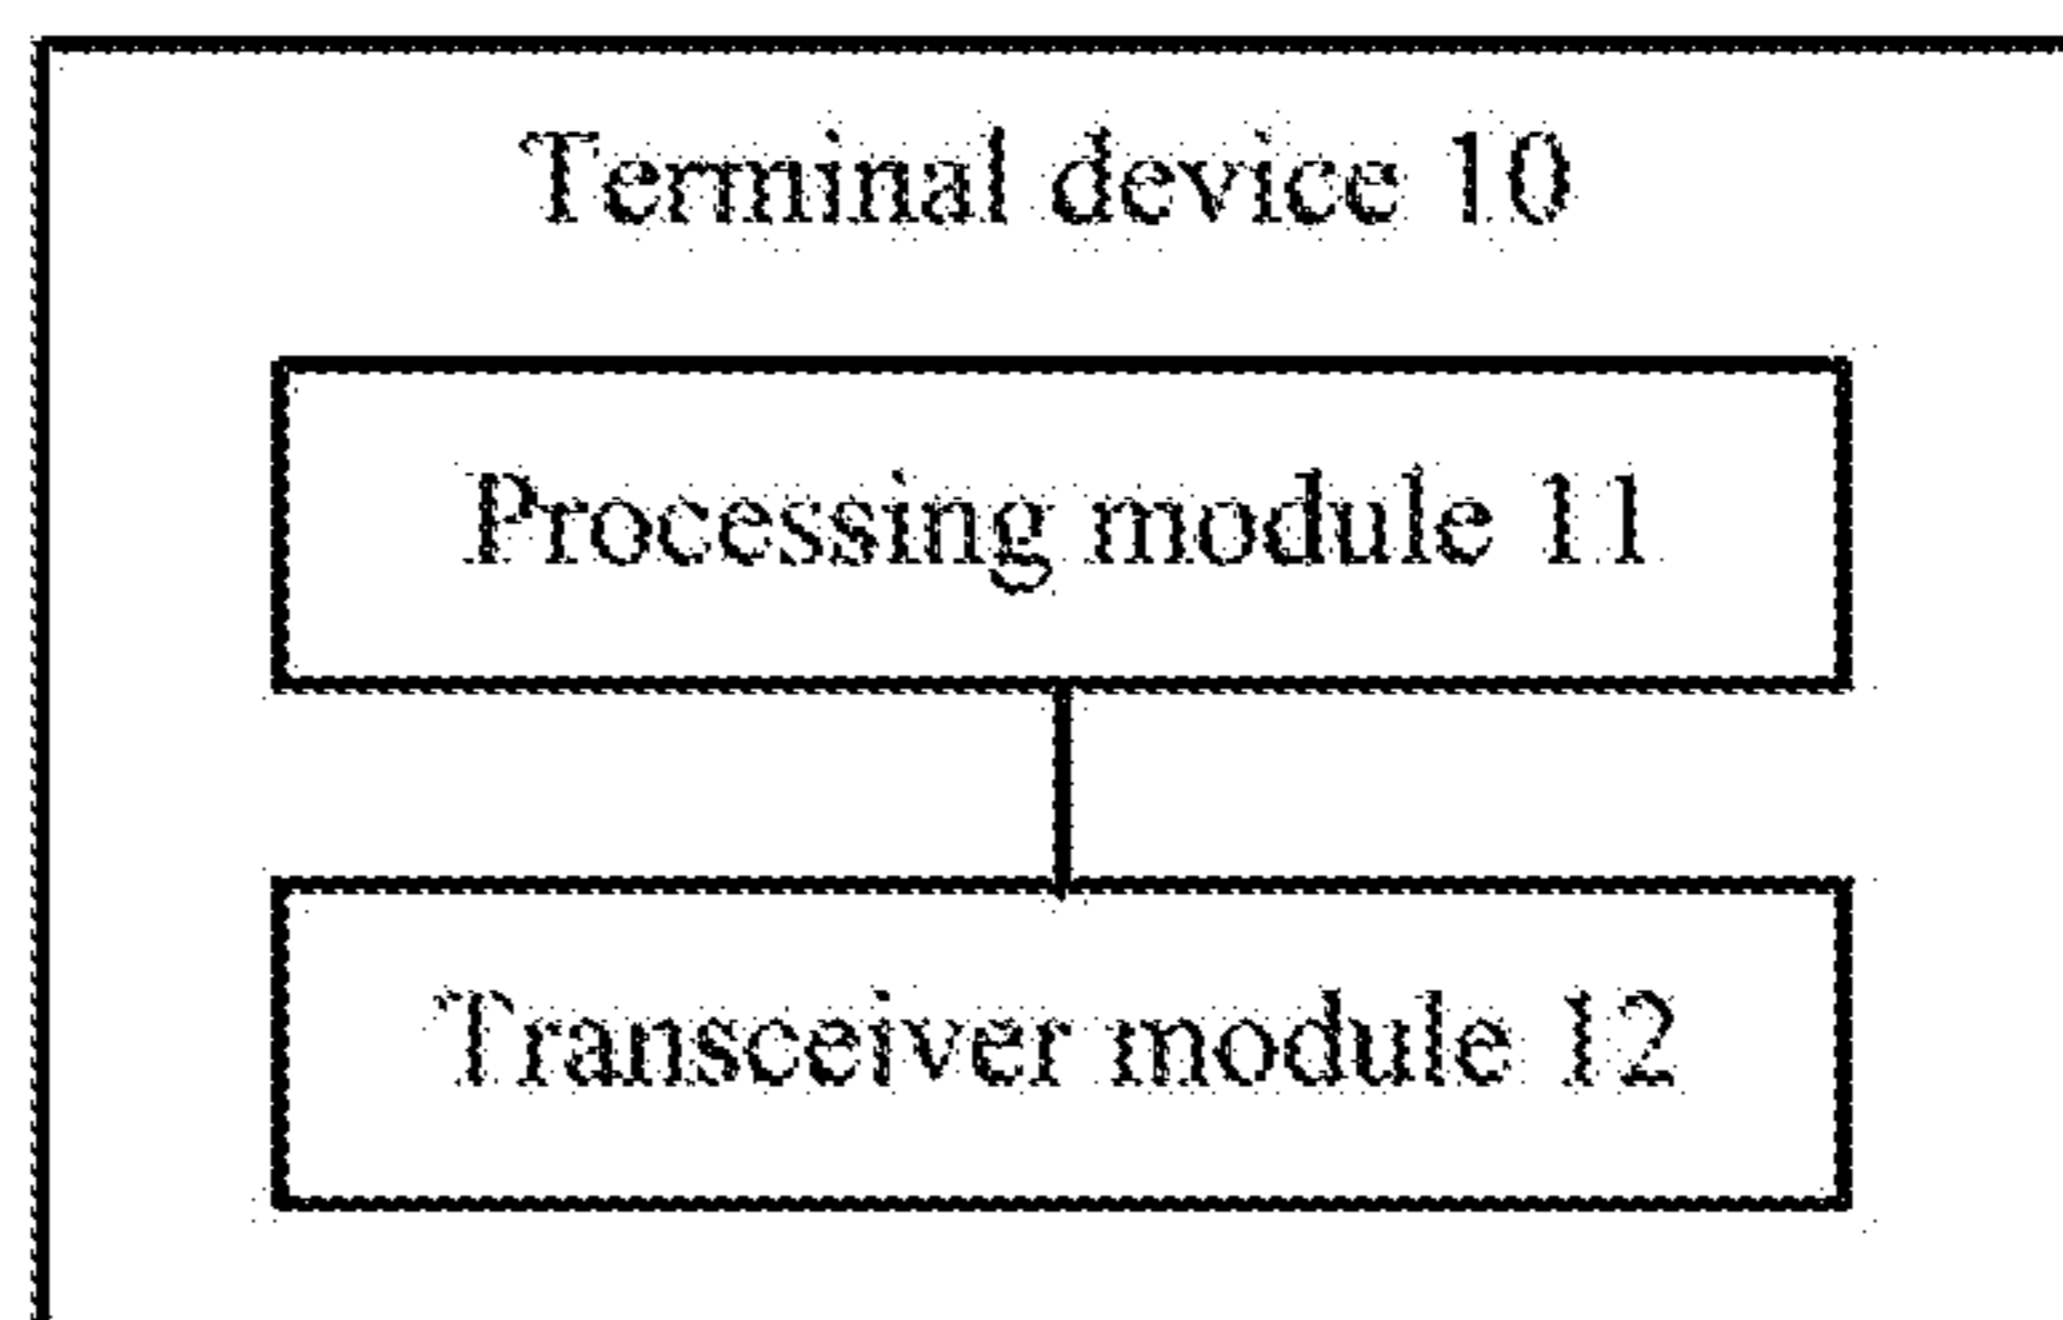 Terminal device 10
Processing module 11
Transceiver module 12